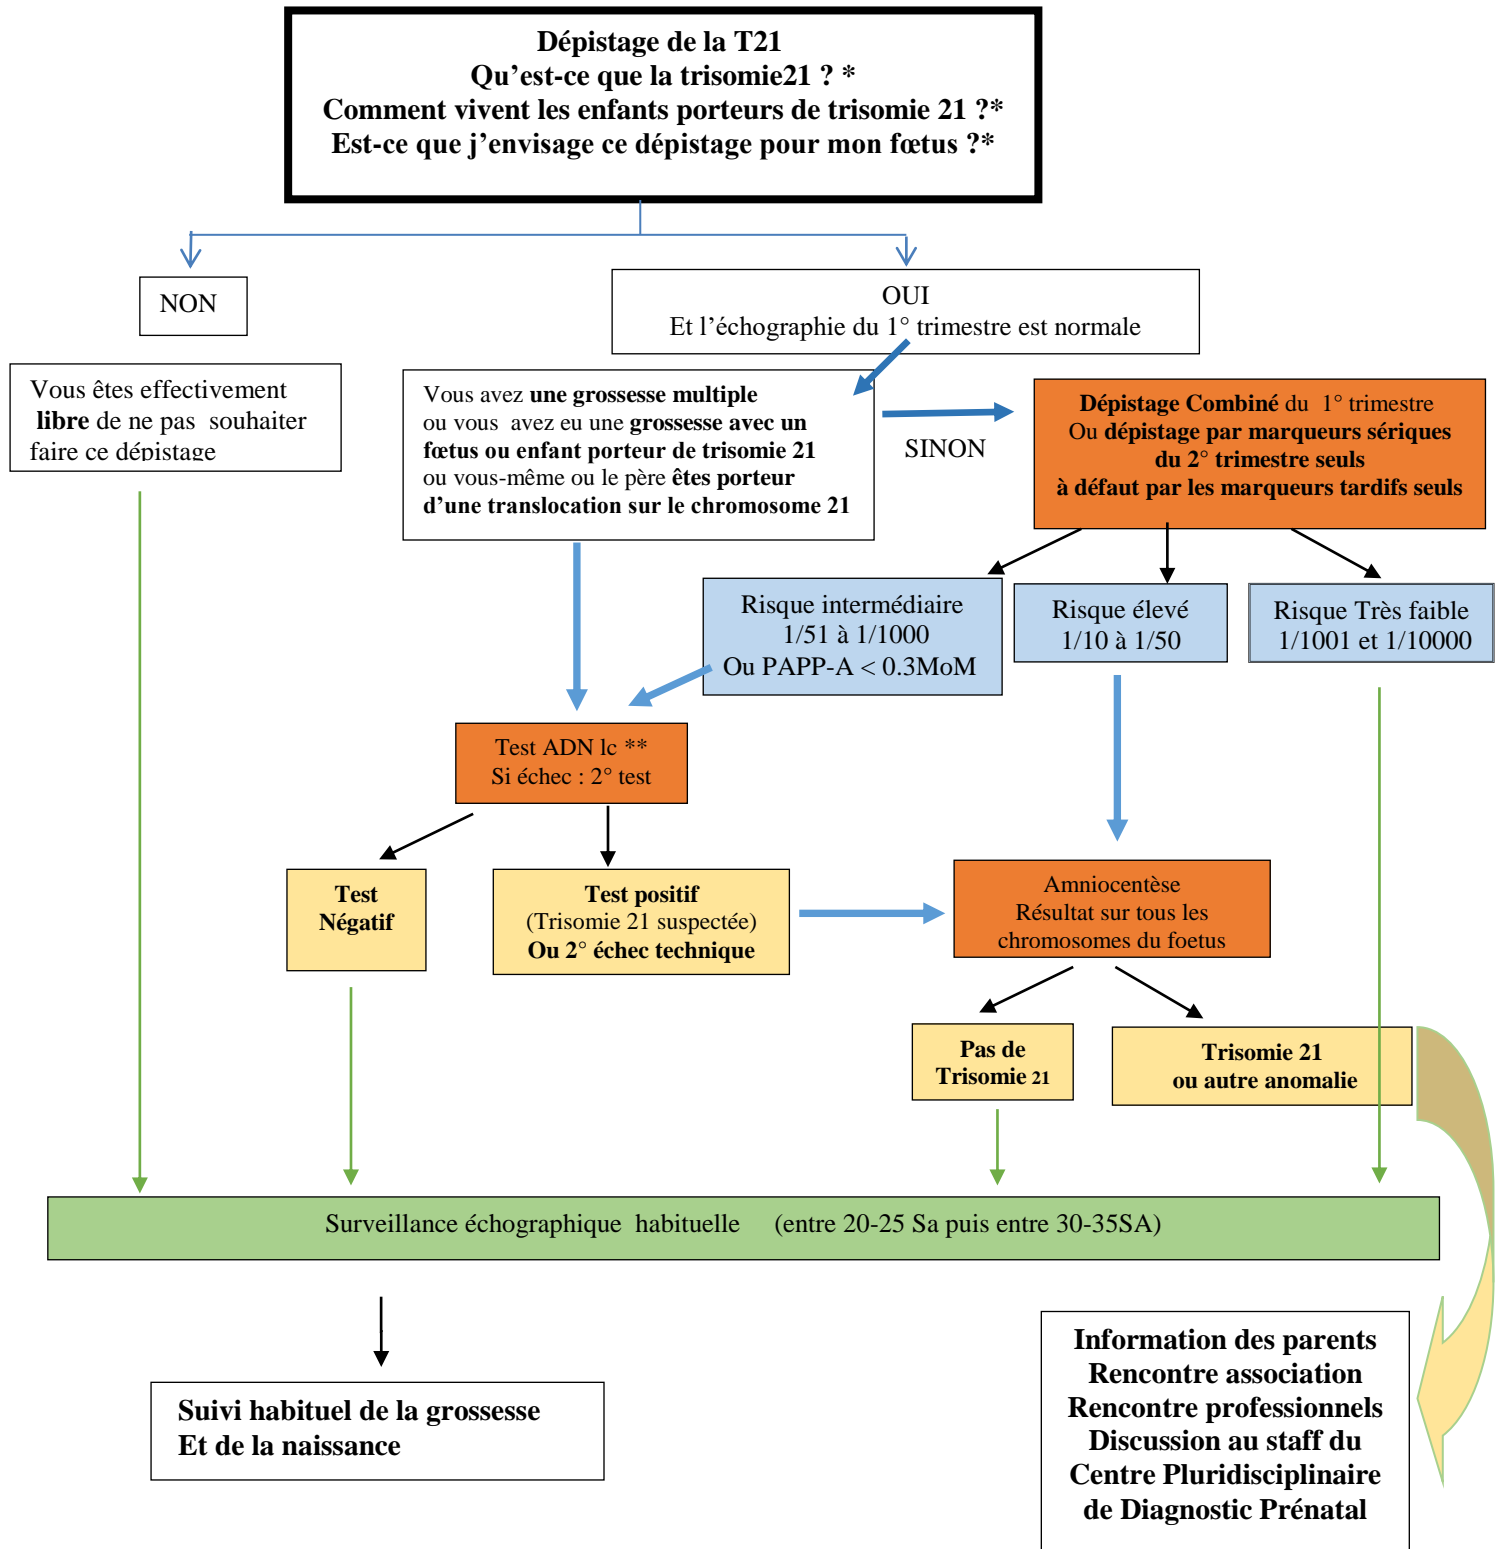 Dépistage de la T21
Qu’est-ce que la trisomie21 ? *
Comment vivent les enfants porteurs de trisomie 21 ?*
Est-ce que j’envisage ce dépistage pour mon fœtus ?*
NON
OUI
Et l’échographie du 1° trimestre est normale
Vous êtes effectivement
libre de ne pas souhaiter
faire ce dépistage
Vous avez une grossesse multiple
ou vous avez eu une grossesse avec un
fœtus ou enfant porteur de trisomie 21
ou vous-même ou le père êtes porteur
d’une translocation sur le chromosome 21
SINON
Dépistage Combiné du 1° trimestre
Ou dépistage par marqueurs sériques
du 2° trimestre seuls
à défaut par les marqueurs tardifs seuls
Risque intermédiaire
1/51 à 1/1000
Ou PAPP-A < 0.3MoM
Risque élevé
1/10 à 1/50
Risque Très faible
1/1001 et 1/10000
Test ADN lc **
Si échec : 2° test
Test
Négatif
Test positif
(Trisomie 21 suspectée)
Ou 2° échec technique
Amniocentèse
Résultat sur tous les
chromosomes du foetus
Pas de
Trisomie 21
Trisomie 21
ou autre anomalie
Surveillance échographique habituelle (entre 20-25 Sa puis entre 30-35SA)
Suivi habituel de la grossesse
Et de la naissance
Information des parents
Rencontre association
Rencontre professionnels
Discussion au staff du
Centre Pluridisciplinaire
de Diagnostic Prénatal